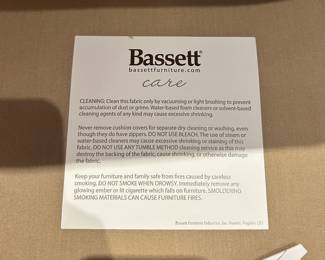 Bassett®
bassettfurniture.com
care
CLEANING: Clean this fabric only by vacuuming or light brushing to prevent
accumulation of dust or grime. Water-based foam cleaners or solvent-based
cleaning agents of any kind may cause excessive shrinking.
Never remove cushion covers for separate dry cleaning or washing, even
though they do have zippers. DO NOT USE BLEACH. The use of steam or
water-based cleaners may cause excessive shrinking or staining of this
fabric. DO NOT USE ANY TUMBLE METHOD cleaning service as this may
destroy the backing of the fabric, cause shrinking, or otherwise damage
the fabric.
Keep your furniture and family safe from fires caused by careless
smoking. DO NOT SMOKE WHEN DROWSY. Immediately remove any
glowing ember or lit cigarette which falls on furniture. SMOLDERING
SMOKING MATERIALS CAN CAUSE FURNITURE FIRES.
Bassett Furniture Industries, Inc. Bassett, Virginia